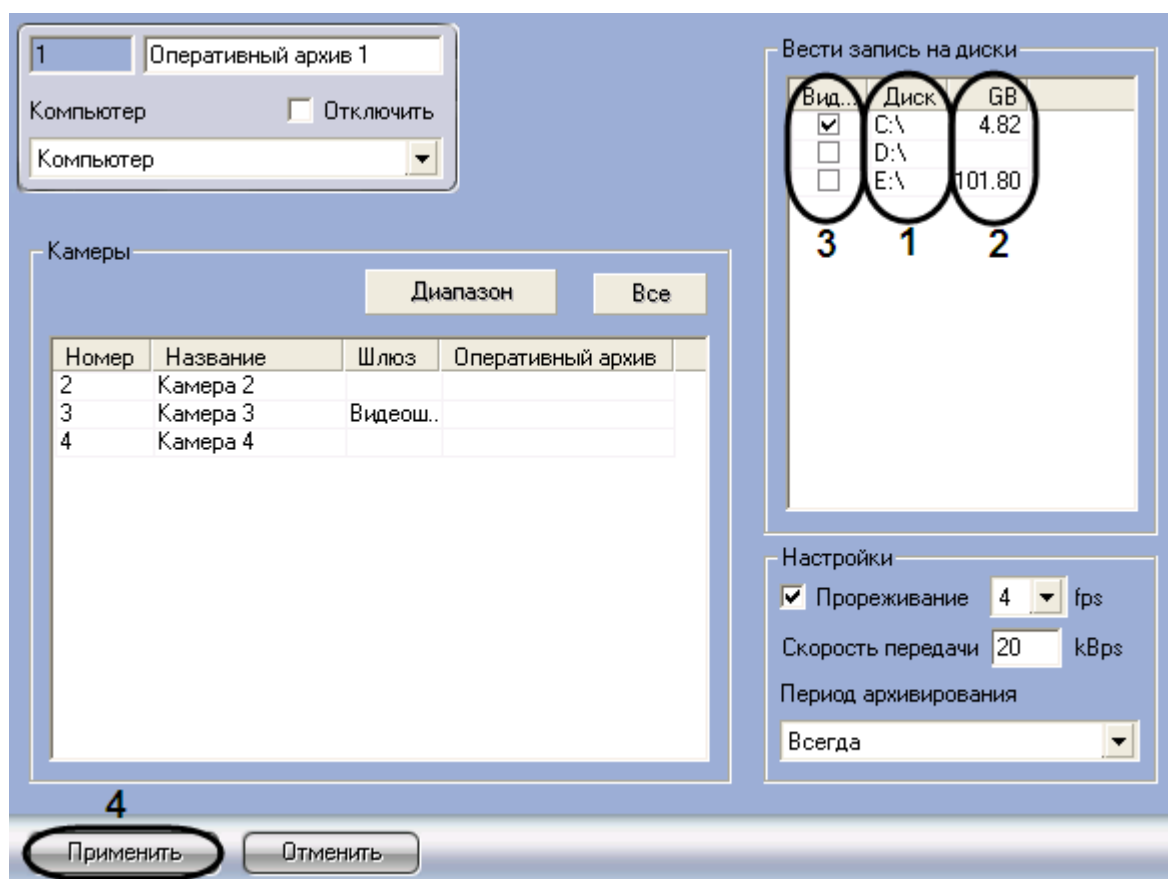 1 Оперативный архив 1
Компьютер Отключить
Компьютер
Камеры
Диапазон Все
Номер Название Шлюз Оперативный архив
2 Камера 2
3 Камера 3 Видеош..
4 Камера 4
Вести запись на диски
Вид... Диск GB
C:\ 4.82
D:\
E:\ 101.80
3 1 2
Настройки
Прореживание 4 fps
Скорость передачи 20 kBps
Период архивирования
Всегда
4
Применить Отменить